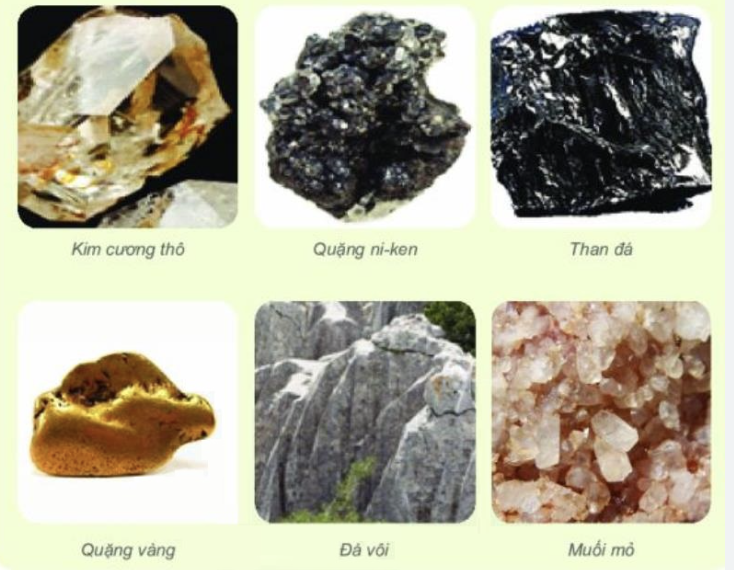 Kim cương thô
Quặng ni-ken
Than đá
Quặng vàng
Đá vôi
Muối mỏ